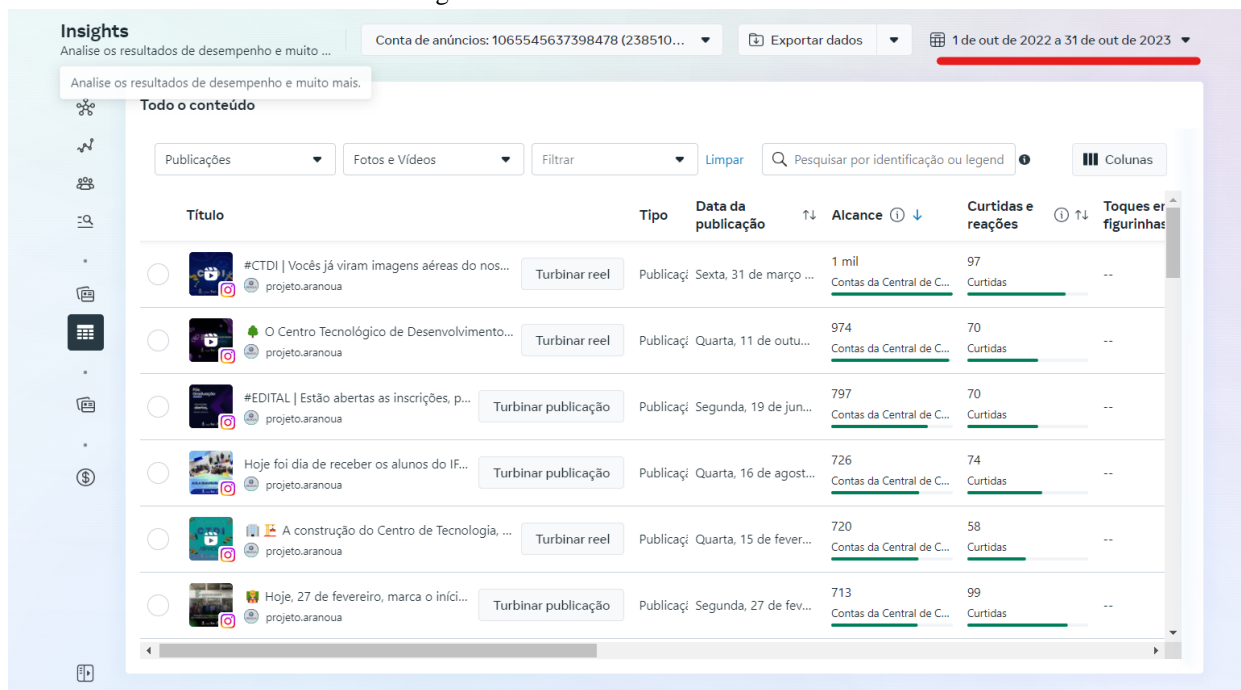 Insights
Analise os resultados de desempenho e muito ...
Conta de anúncios: 1065545637398478 (238510...
Exportar dados
1 de out de 2022 a 31 de out de 2023
Analise os resultados de desempenho e muito mais.
Todo o conteúdo
Publicações
Fotos e Vídeos
Filtrar
Limpar
Pesquisar por identificação ou legend
Colunas
Título
Tipo
Data da publicação
Alcance
Curtidas e reações
Toques em figurinhas
#CTDI | Vocês já viram imagens aéreas do nos...
projeto.aranoua
Turbinar reel
Publicaçã
Sexta, 31 de março ...
1 mil
Contas da Central de C...
97
Curtidas
--
O Centro Tecnológico de Desenvolvimento...
projeto.aranoua
Turbinar reel
Publicaçã
Quarta, 11 de outu...
974
Contas da Central de C...
70
Curtidas
--
#EDITAL | Estão abertas as inscrições, p...
projeto.aranoua
Turbinar publicação
Publicaçã
Segunda, 19 de jun...
797
Contas da Central de C...
70
Curtidas
--
Hoje foi dia de receber os alunos do IF...
projeto.aranoua
Turbinar publicação
Publicaçã
Quarta, 16 de agost...
726
Contas da Central de C...
74
Curtidas
--
A construção do Centro de Tecnologia, ...
projeto.aranoua
Turbinar reel
Publicaçã
Quarta, 15 de fever...
720
Contas da Central de C...
58
Curtidas
--
Hoje, 27 de fevereiro, marca o iníci...
projeto.aranoua
Turbinar publicação
Publicaçã
Segunda, 27 de fev...
713
Contas da Central de C...
99
Curtidas
--